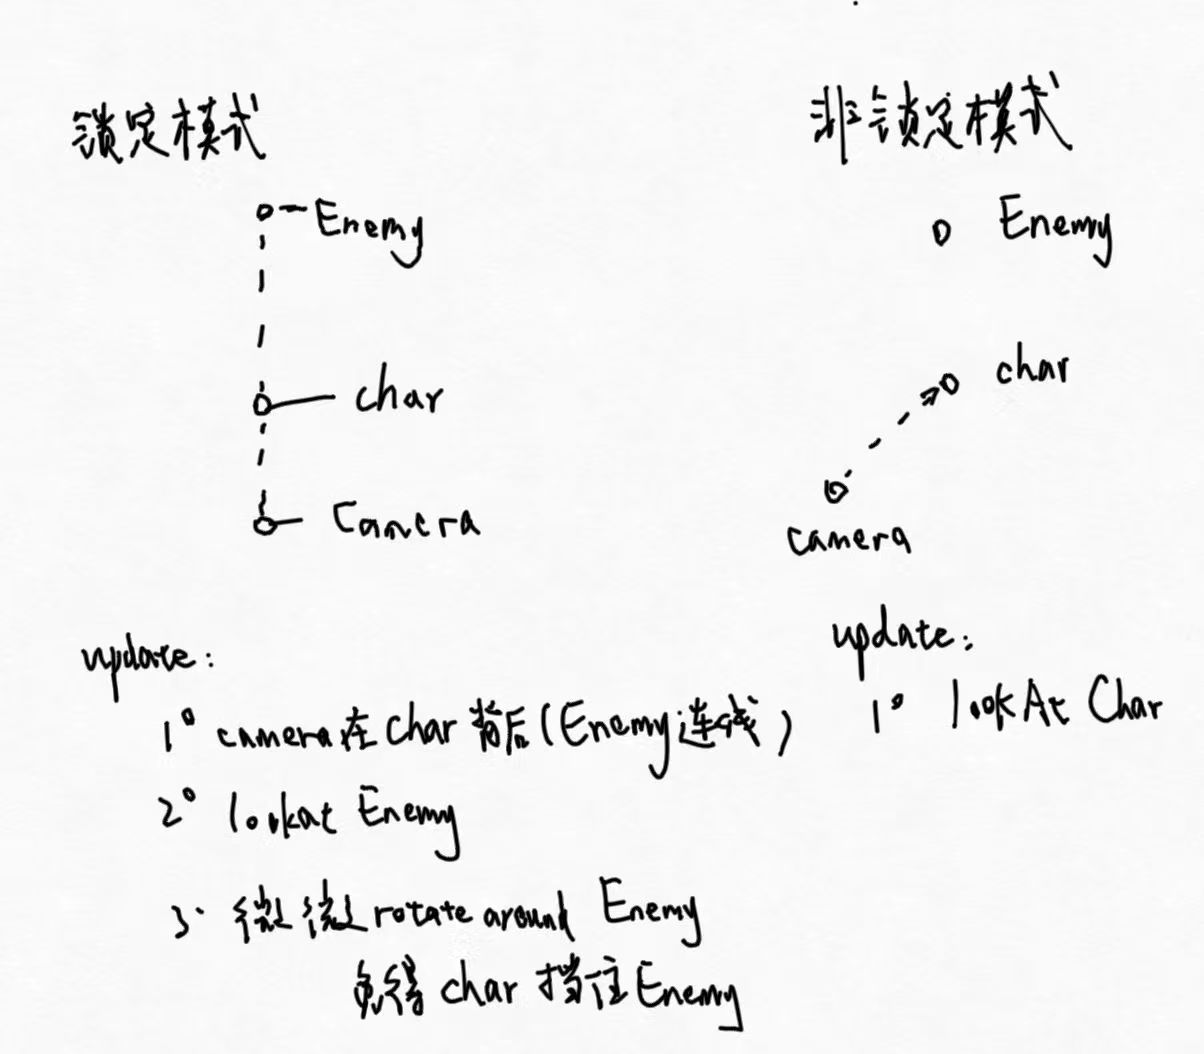 锁定模式
Enemy
char
Camera
update:
1° camera在char背后(Enemy连线)
2° lookat Enemy
3· 微微rotate around Enemy
免得char挡住Enemy
非锁定模式
Enemy
char
camera
update:
1° lookAt Char